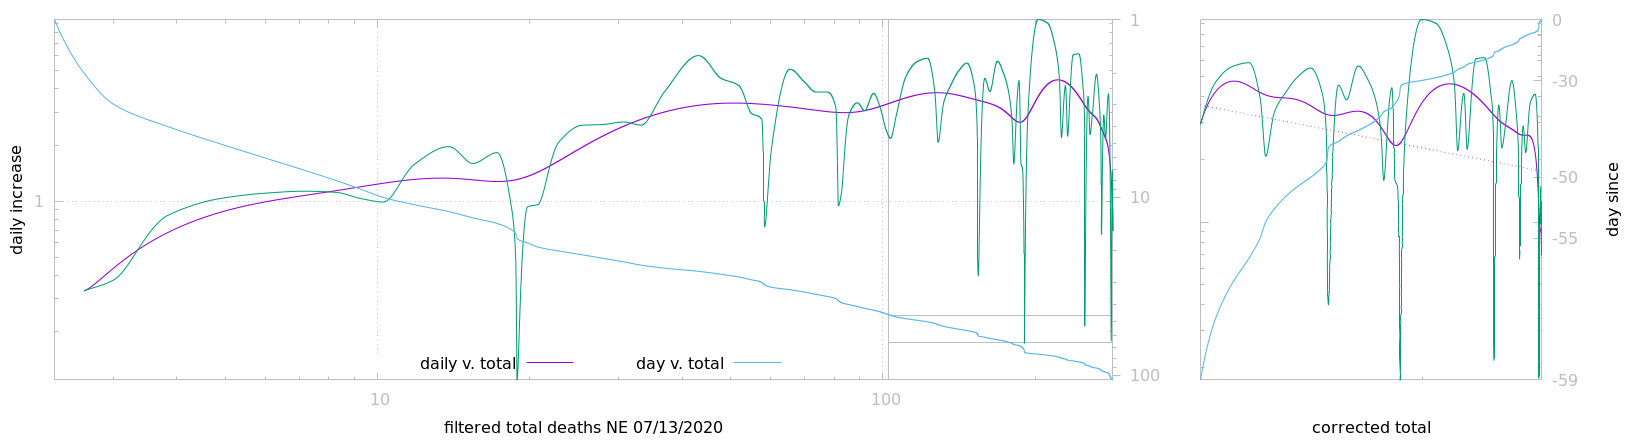 1
10
100
daily increase
1
daily v. total
day v. total
10
100
filtered total deaths NE 07/13/2020
0
-30
-50
-55
-59
day since
corrected total